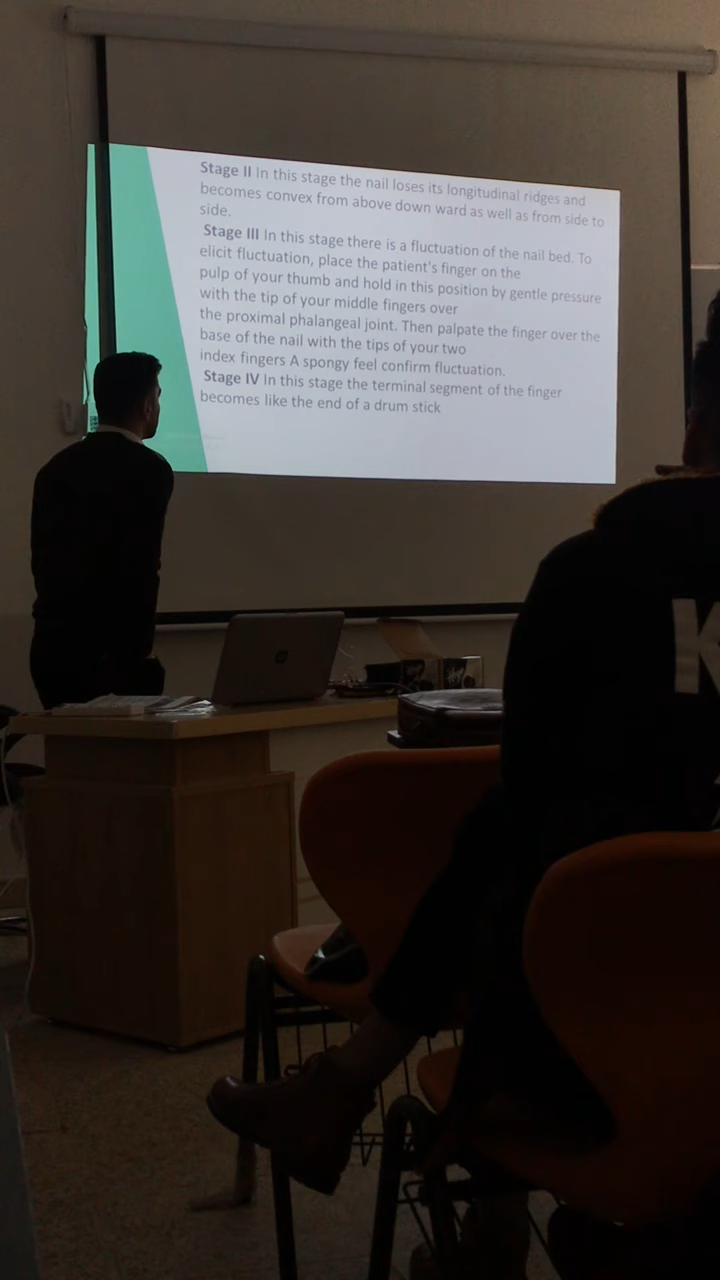 Stage II In this stage the nail loses its longitudinal ridges and
becomes convex from above down ward as well as from side to
side.
Stage III In this stage there is a fluctuation of the nail bed. To
elicit fluctuation, place the patient's finger on the
pulp of your thumb and hold in this position by gentle pressure
with the tip of your middle fingers over
the proximal phalangeal joint. Then palpate the finger over the
base of the nail with the tips of your two
index fingers A spongy feel confirm fluctuation.
Stage IV In this stage the terminal segment of the finger
becomes like the end of a drum stick
hp
K